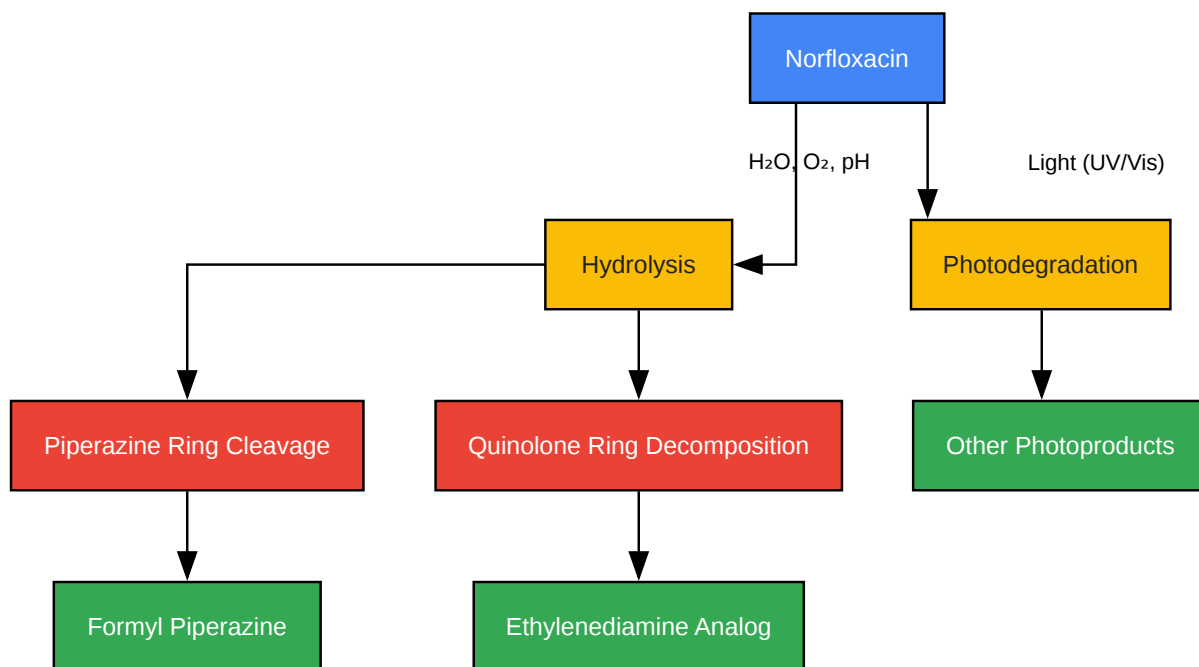 Norfloxacin
H₂O, O₂, pH
Light (UV/Vis)
Hydrolysis
Photodegradation
Piperazine Ring Cleavage
Quinolone Ring Decomposition
Other Photoproducts
Formyl Piperazine
Ethylenediamine Analog